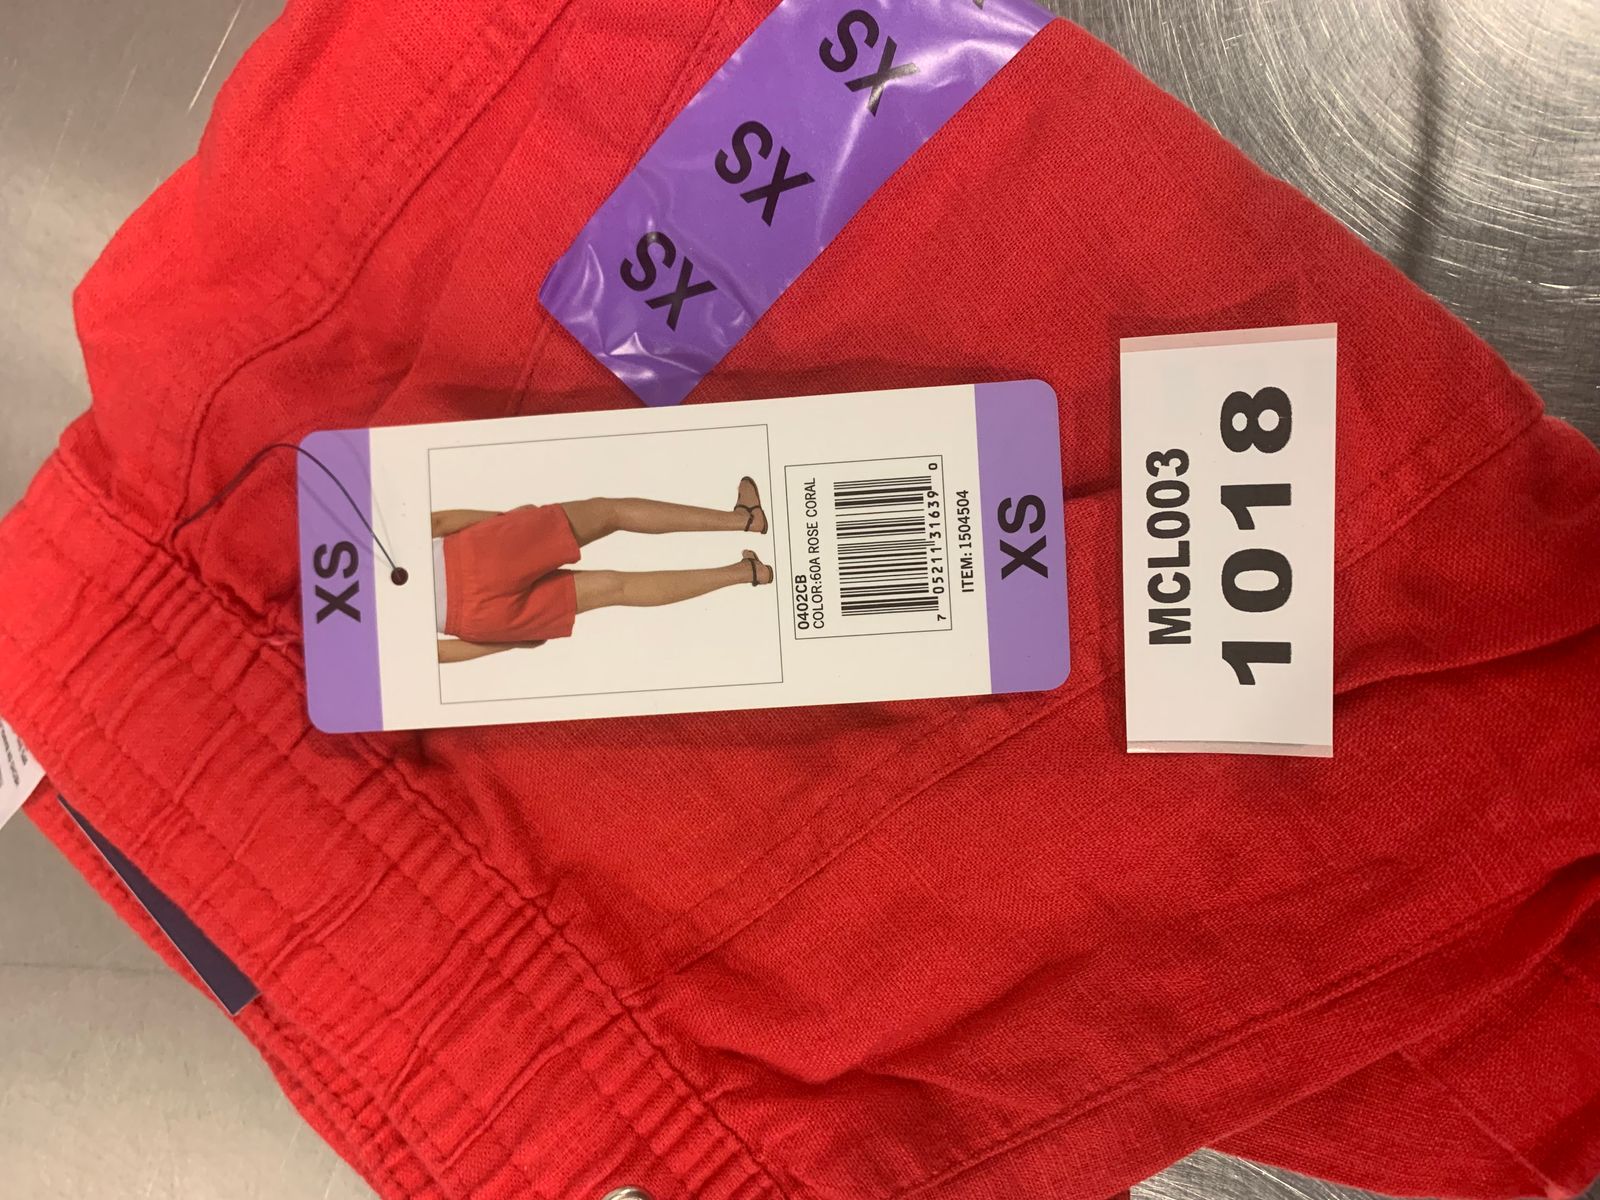 XS
XS
XS
XS
0402CB
COLOR:60A ROSE CORAL
7 05211 31639 0
ITEM: 1504504
XS
MCL003
1018